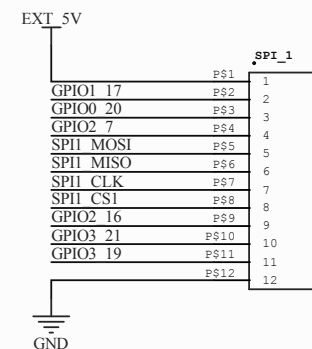 EXT_5V
SPI_1
P$1 1
GPIO1_17 P$2 2
GPIO0_20 P$3 3
GPIO2_7 P$4 4
SPI1_MOSI P$5 5
SPI1_MISO P$6 6
SPI1_CLK P$7 7
SPI1_CS1 P$8 8
GPIO2_16 P$9 9
GPIO3_21 P$10 10
GPIO3_19 P$11 11
P$12 12
GND